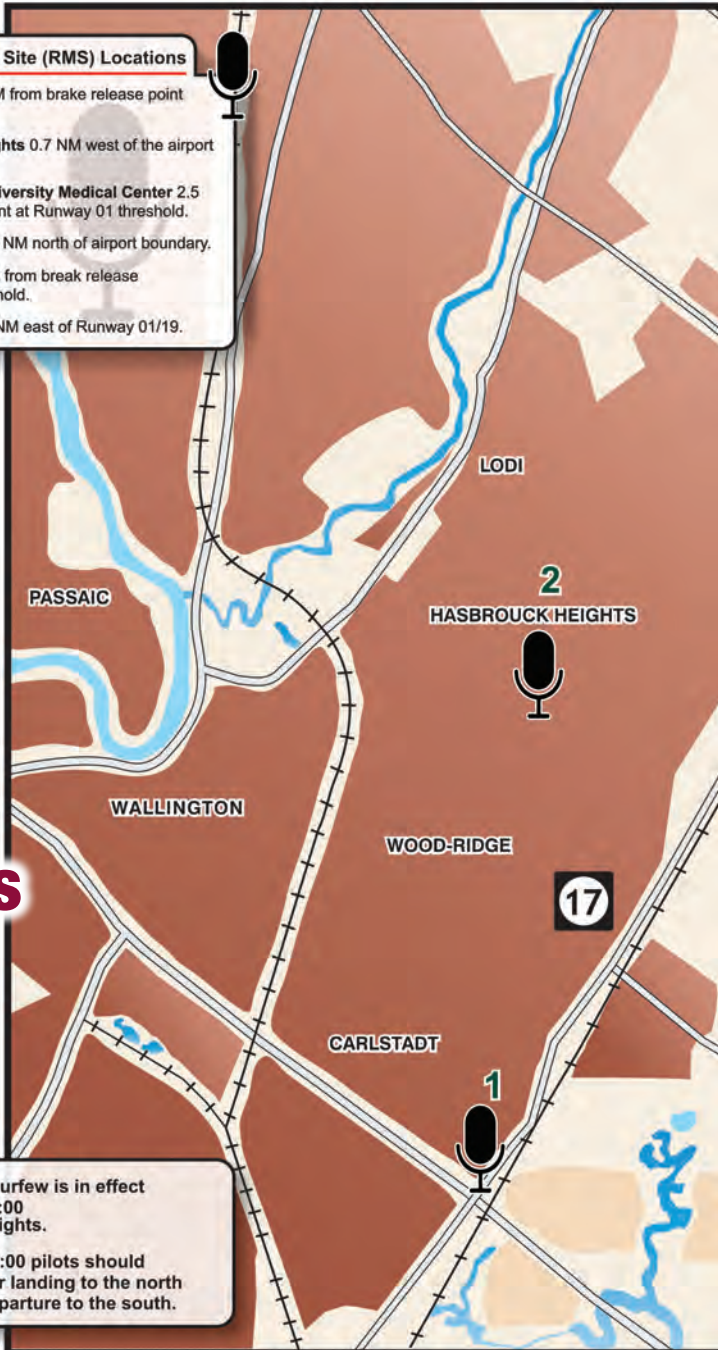 Site (RMS) Locations
M from brake release point
ghts 0.7 NM west of the airport
iversity Medical Center 2.5
nt at Runway 01 threshold.
NM north of airport boundary.
from break release
hold.
NM east of Runway 01/19.
LODI
2
HASBROUCK HEIGHTS
PASSAIC
WALLINGTON
WOOD-RIDGE
s
17
CARLSTADT
1
urfew is in effect
:00
ights.
:00 pilots should
r landing to the north
parture to the south.